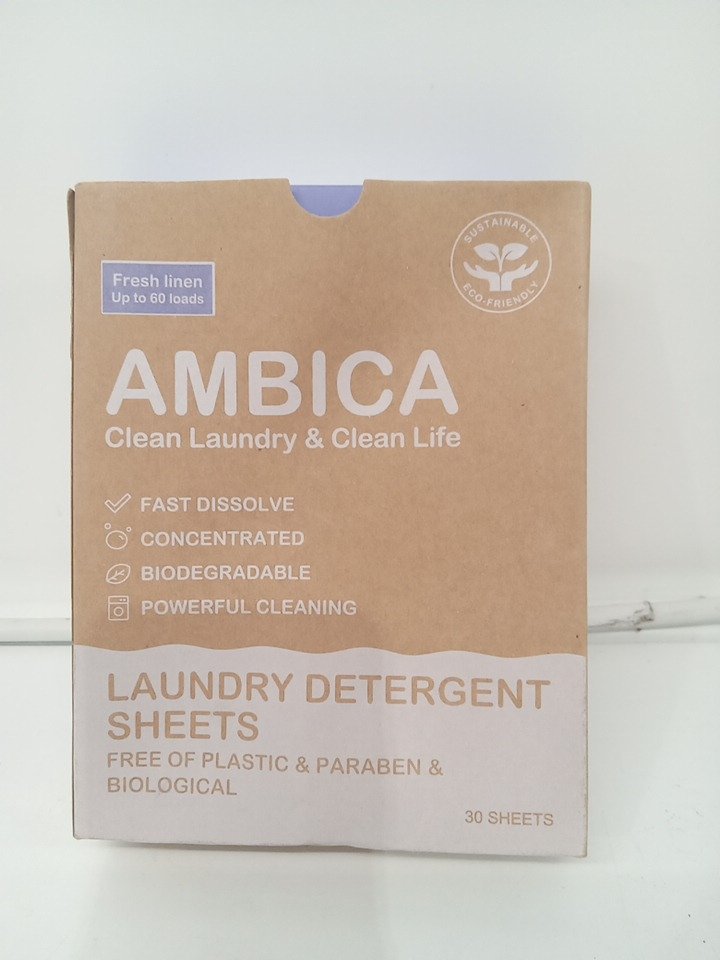 SUSTAINABLE
ECO-FRIENDLY
Fresh linen
Up to 60 loads
AMBICA
Clean Laundry & Clean Life
FAST DISSOLVE
CONCENTRATED
BIODEGRADABLE
POWERFUL CLEANING
LAUNDRY DETERGENT
SHEETS
FREE OF PLASTIC & PARABEN &
BIOLOGICAL
30 SHEETS